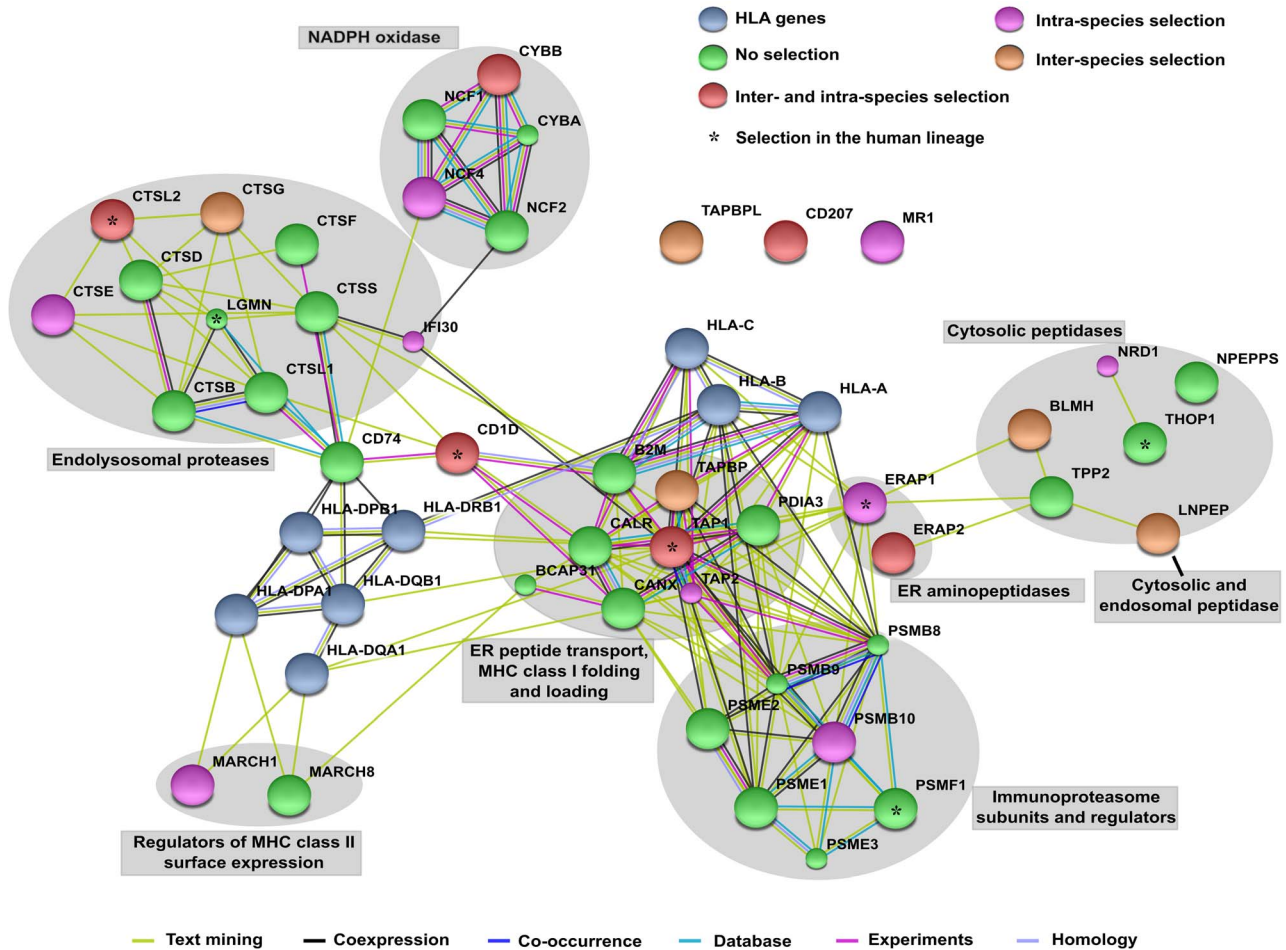 HLA genes
No selection
Inter- and intra-species selection
* Selection in the human lineage
Intra-species selection
Inter-species selection
NADPH oxidase
CYBB
NCF1
CYBA
NCF4
NCF2
CTSL2
*
CTSG
CTSF
CTSD
CTSE
LGMN
*
CTSS
IFI30
CTSL1
CTSB
Endolysosomal proteases
TAPBPL
CD207
MR1
CD74
CD1D
*
HLA-C
HLA-B
HLA-A
B2M
TAPBP
PDIA3
CALR
TAP1
*
BCAP31
CANX
TAP2
ER peptide transport,
MHC class I folding
and loading
ERAP1
*
ERAP2
ER aminopeptidases
Cytosolic peptidases
NRD1
NPEPPS
BLMH
THOP1
*
TPP2
LNPEP
Cytosolic and
endosomal peptidase
HLA-DPB1
HLA-DRB1
HLA-DPA1
HLA-DQB1
HLA-DQA1
MARCH1
MARCH8
Regulators of MHC class II
surface expression
PSMB8
PSMB9
PSME2
PSMB10
PSME1
PSMF1
*
PSME3
Immunoproteasome
subunits and regulators
Text mining
Coexpression
Co-occurrence
Database
Experiments
Homology